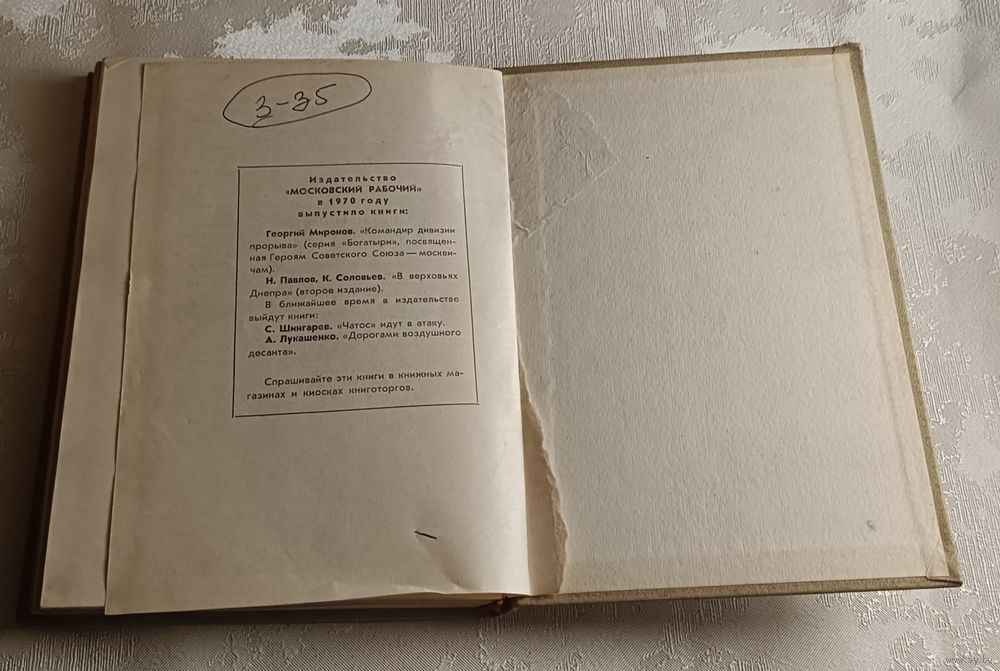 3-35
Издательство
«МОСКОВСКИЙ РАБОЧИЙ»
в 1970 году
выпустило книги:
Георгий Миронов. «Командир дивизии
прорыва» (серия «Богатыри», посвящен-
ная Героям Советского Союза — москви-
чам).
Н. Павлов, К. Соловьев. «В верховьях
Днепра» (второе издание).
В ближайшее время в издательстве
выйдут книги:
С. Шингарев. «Чатос» идут в атаку.
А. Лукашенко. «Дорогами воздушного
десанта».
Спрашивайте эти книги в книжных ма-
газинах и киосках книготоргов.